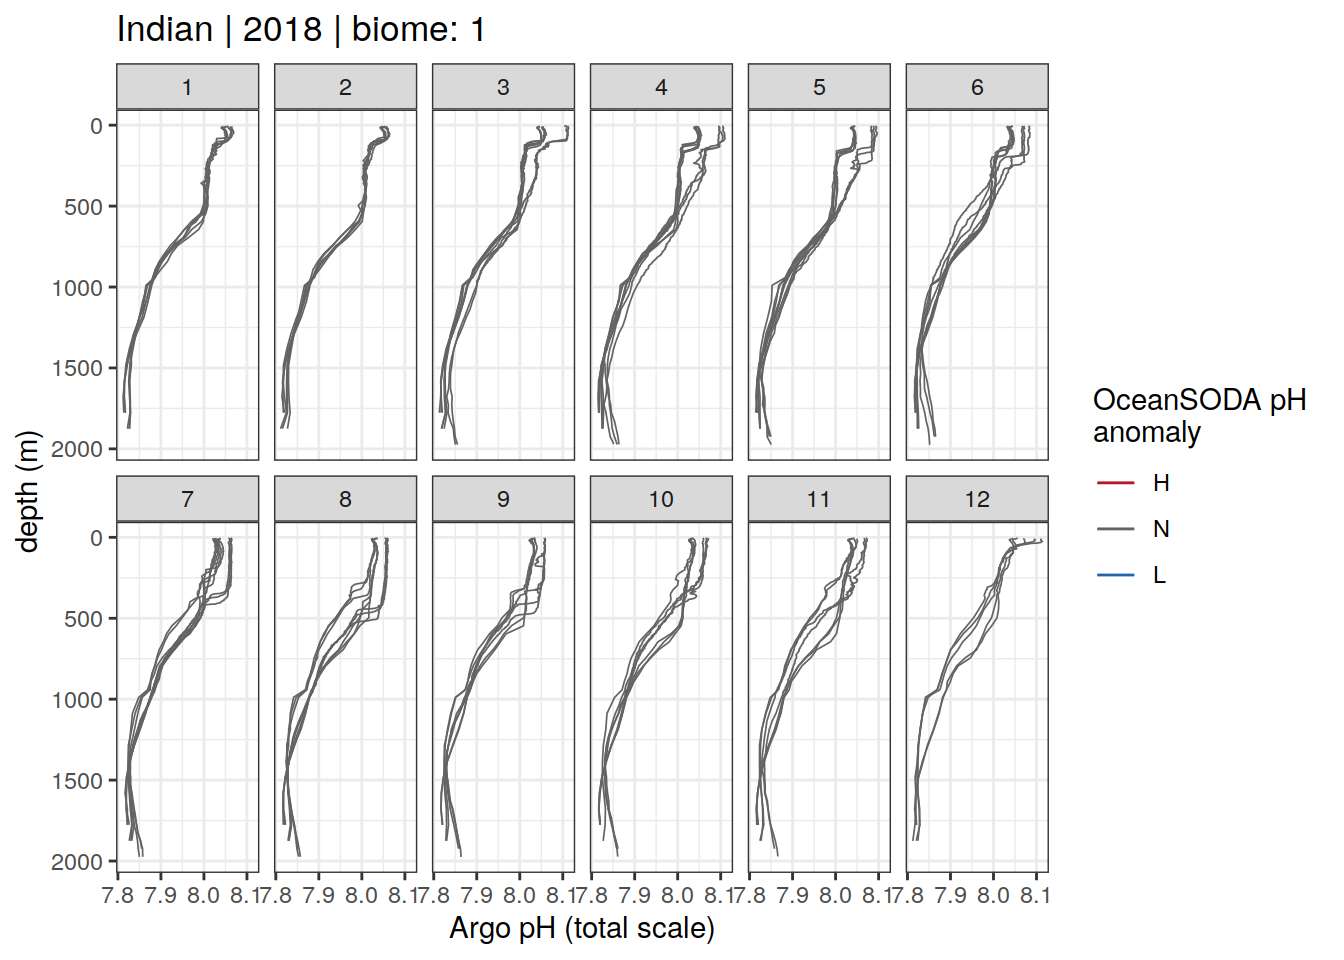 Indian | 2018 | biome: 1
1 2 3 4 5 6
0
500
1000
1500
2000
7 8 9 10 11 12
0
500
1000
1500
2000
7.8 7.9 8.0 8.1 7.8 7.9 8.0 8.1 7.8 7.9 8.0 8.1 7.8 7.9 8.0 8.1 7.8 7.9 8.0 8.1 7.8 7.9 8.0 8.1
Argo pH (total scale)
depth (m)
OceanSODA pH
anomaly
H
N
L